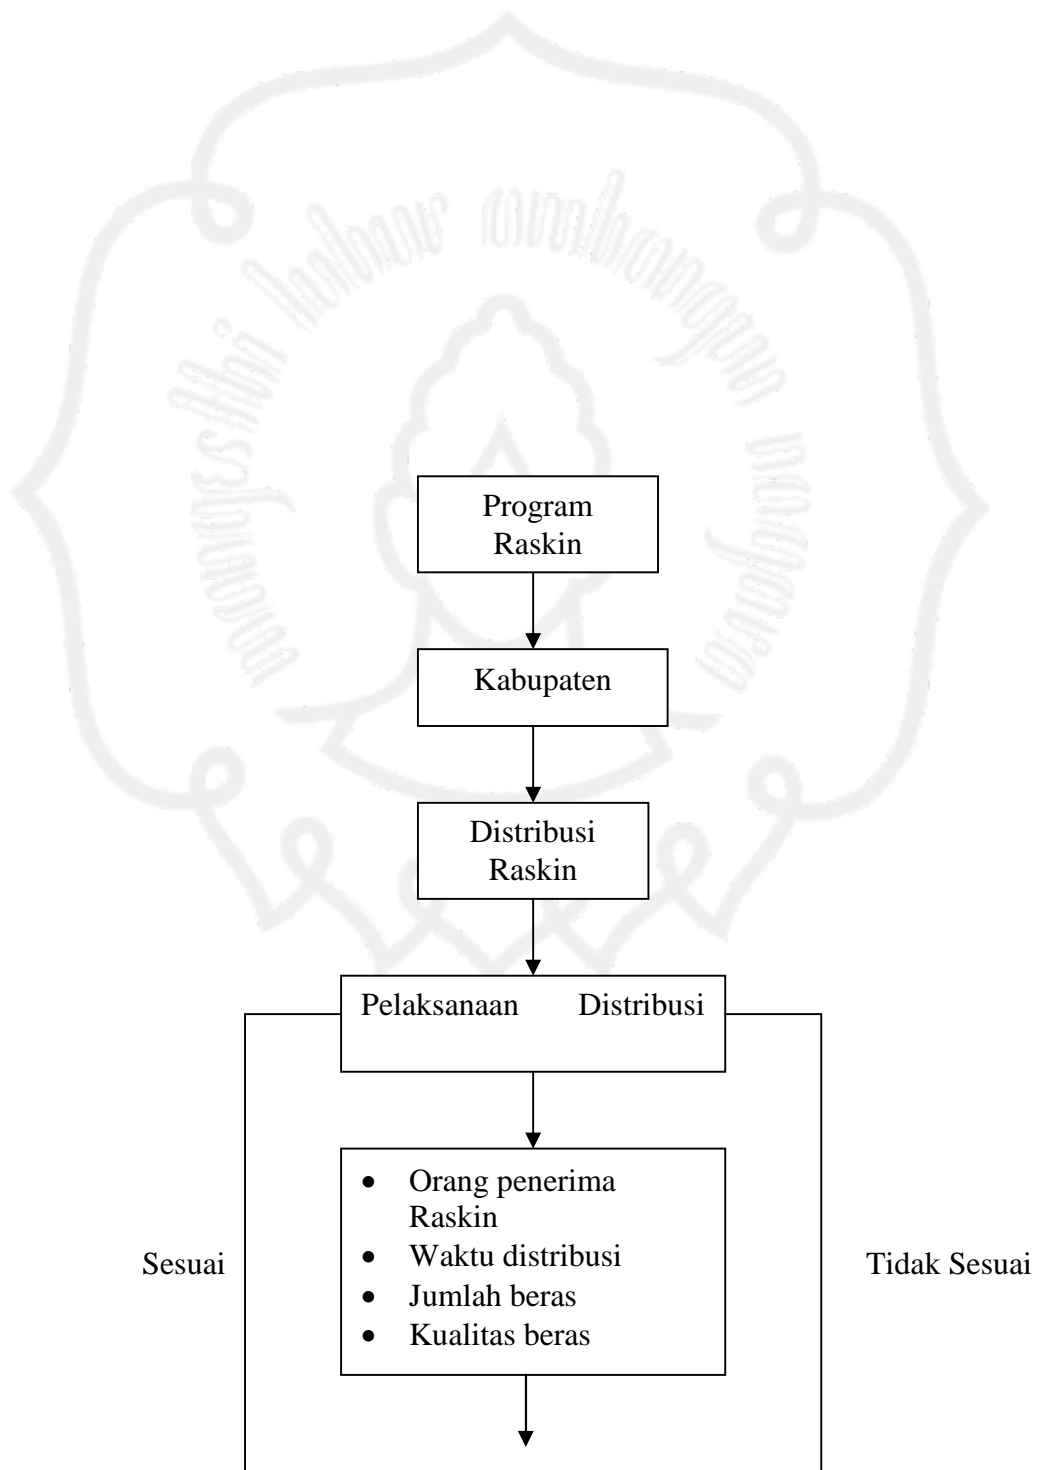 Program
Raskin
Kabupaten
Distribusi
Raskin
Pelaksanaan Distribusi
• Orang penerima
Raskin
• Waktu distribusi
Sesuai
Tidak Sesuai
• Jumlah beras
• Kualitas beras